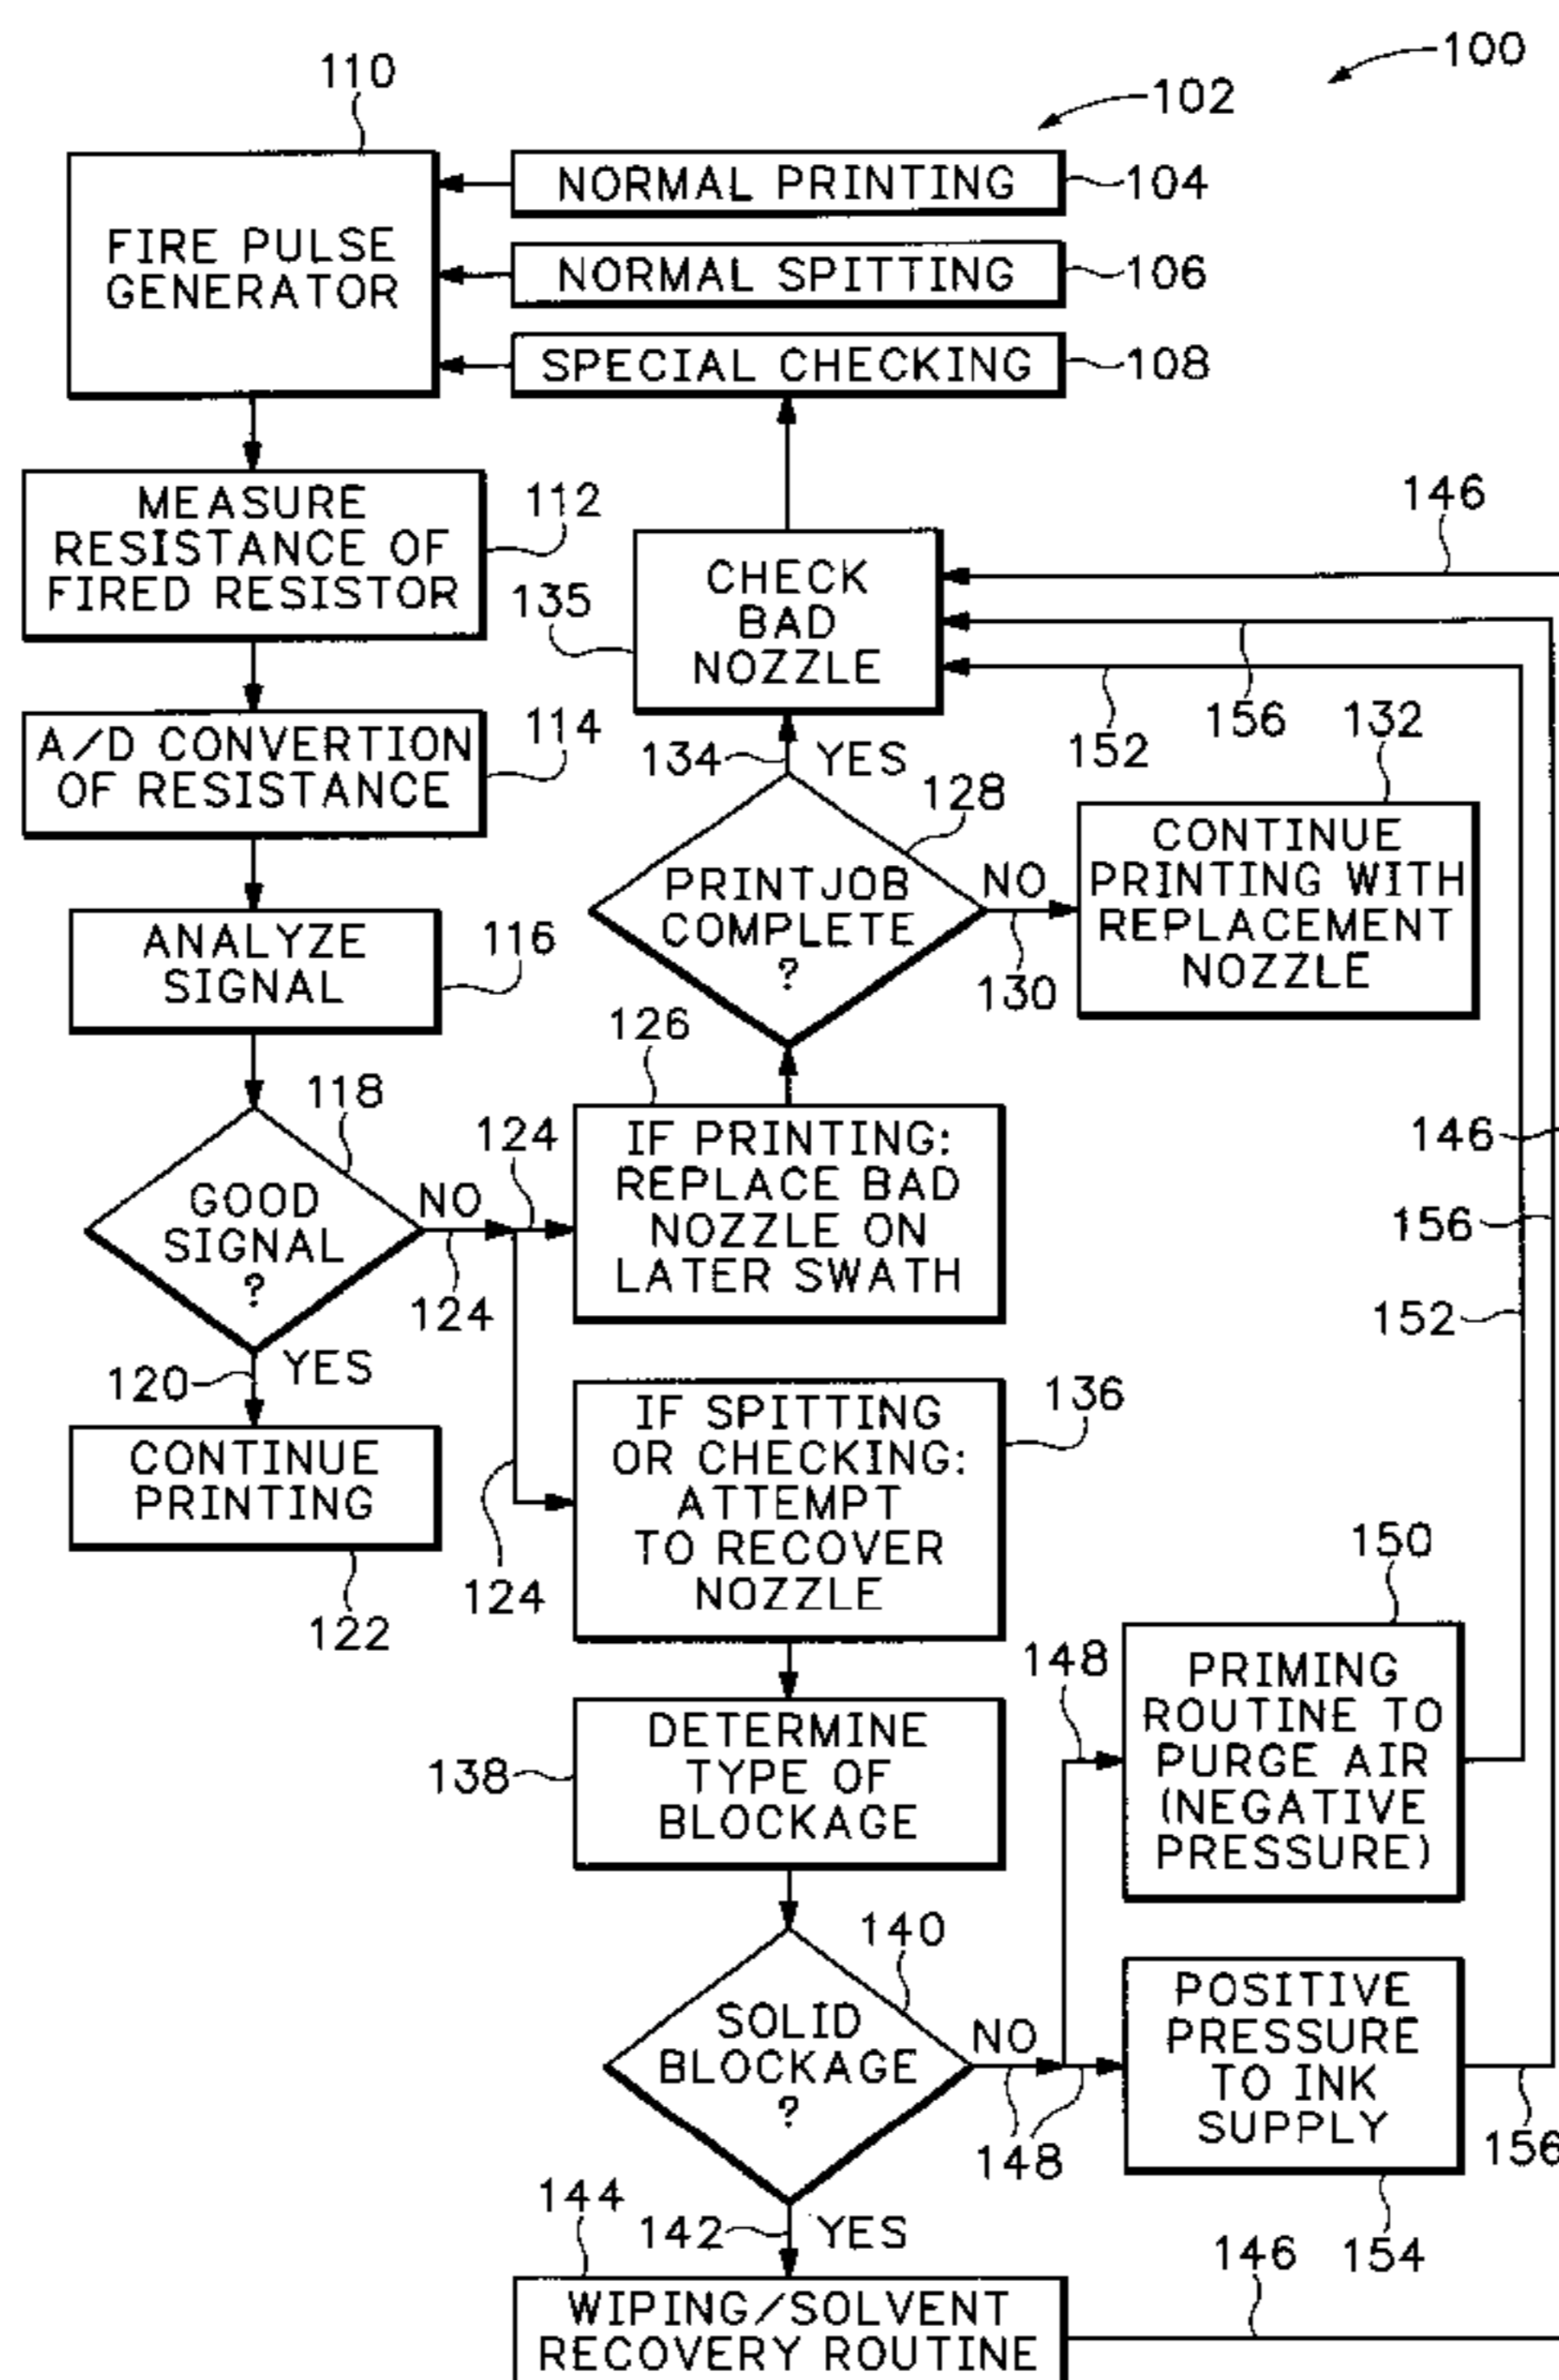 100
102
110
NORMAL PRINTING
104
FIRE PULSE
GENERATOR
NORMAL SPITTING
106
SPECIAL CHECKING
108
MEASURE
RESISTANCE OF
FIRED RESISTOR
112
146
CHECK
BAD
NOZZLE
135
A/D CONVERTION
OF RESISTANCE
114
134
YES
152
156
132
128
CONTINUE
PRINTING WITH
REPLACEMENT
NOZZLE
PRINTJOB
COMPLETE
?
NO
130
ANALYZE
SIGNAL
116
126
118
124
IF PRINTING:
REPLACE BAD
NOZZLE ON
LATER SWATH
146
GOOD
SIGNAL
?
NO
124
156
152
120
YES
CONTINUE
PRINTING
122
IF SPITTING
OR CHECKING:
ATTEMPT
TO RECOVER
NOZZLE
136
124
150
148
PRIMING
ROUTINE TO
PURGE AIR
(NEGATIVE
PRESSURE)
DETERMINE
TYPE OF
BLOCKAGE
138
140
SOLID
BLOCKAGE
?
NO
148
POSITIVE
PRESSURE
TO INK
SUPPLY
156
154
144
142
YES
146
WIPING/SOLVENT
RECOVERY ROUTINE